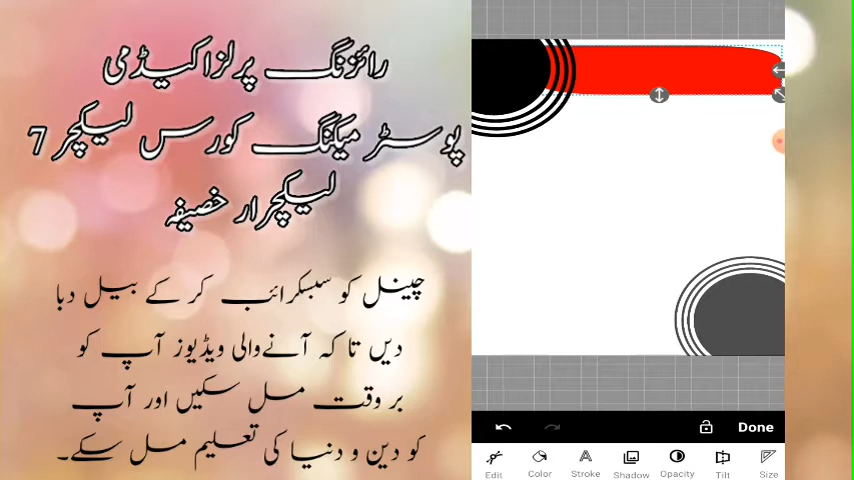 رائزنگ پرلز اکیڈمی
پوسٹر میکنگ کورس لیکچر 7
لیکچرار خصیفہ
چینل کو سبسکرائب کر کے بیل دبا
دیں تا کہ آنےوالی ویڈیوز آپ کو
بر وقت مل سکیں اور آپ
کو دین و دنیا کی تعلیم مل سکے۔
Done
Edit
Color
Stroke
Shadow
Opacity
Tilt
Size